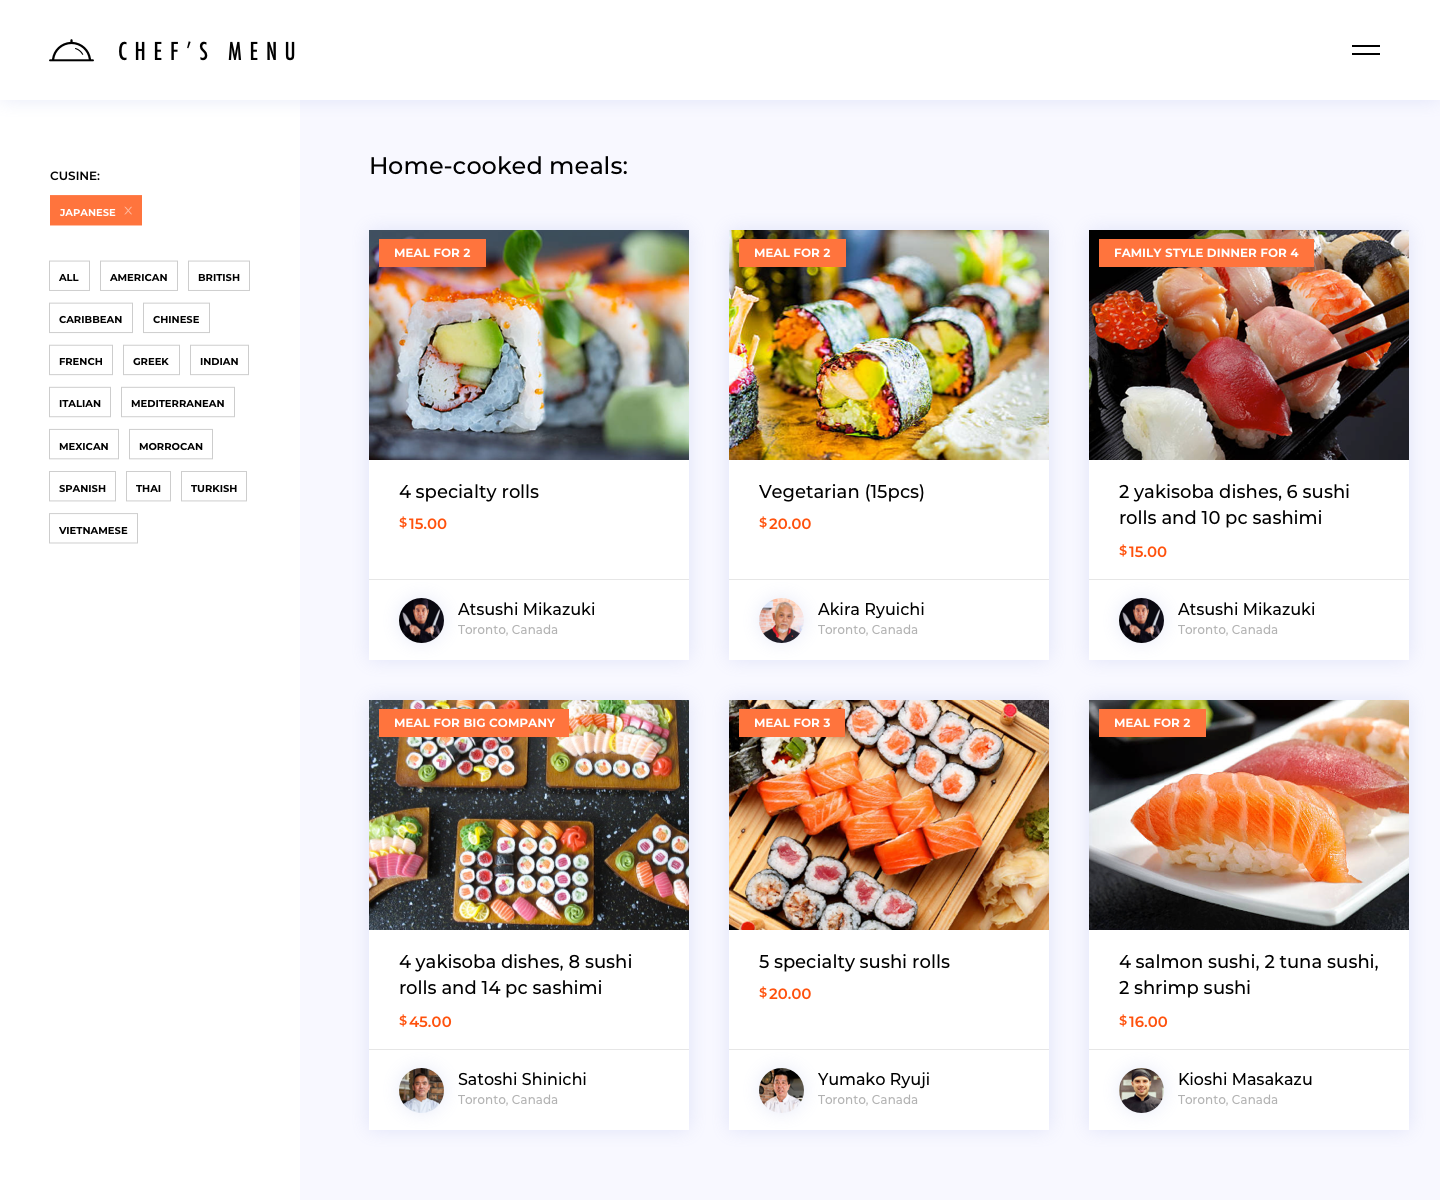 CHEF'S MENU
CUSINE:
JAPANESE ×
ALL AMERICAN BRITISH
CARIBBEAN CHINESE
FRENCH GREEK INDIAN
ITALIAN MEDITERRANEAN
MEXICAN MORROCAN
SPANISH THAI TURKISH
VIETNAMESE
Home-cooked meals:
MEAL FOR 2
4 specialty rolls
$15.00
Atsushi Mikazuki
Toronto, Canada
MEAL FOR 2
Vegetarian (15pcs)
$20.00
Akira Ryuichi
Toronto, Canada
FAMILY STYLE DINNER FOR 4
2 yakisoba dishes, 6 sushi
rolls and 10 pc sashimi
$15.00
Atsushi Mikazuki
Toronto, Canada
MEAL FOR BIG COMPANY
4 yakisoba dishes, 8 sushi
rolls and 14 pc sashimi
$45.00
Satoshi Shinichi
Toronto, Canada
MEAL FOR 3
5 specialty sushi rolls
$20.00
Yumako Ryuji
Toronto, Canada
MEAL FOR 2
4 salmon sushi, 2 tuna sushi,
2 shrimp sushi
$16.00
Kioshi Masakazu
Toronto, Canada